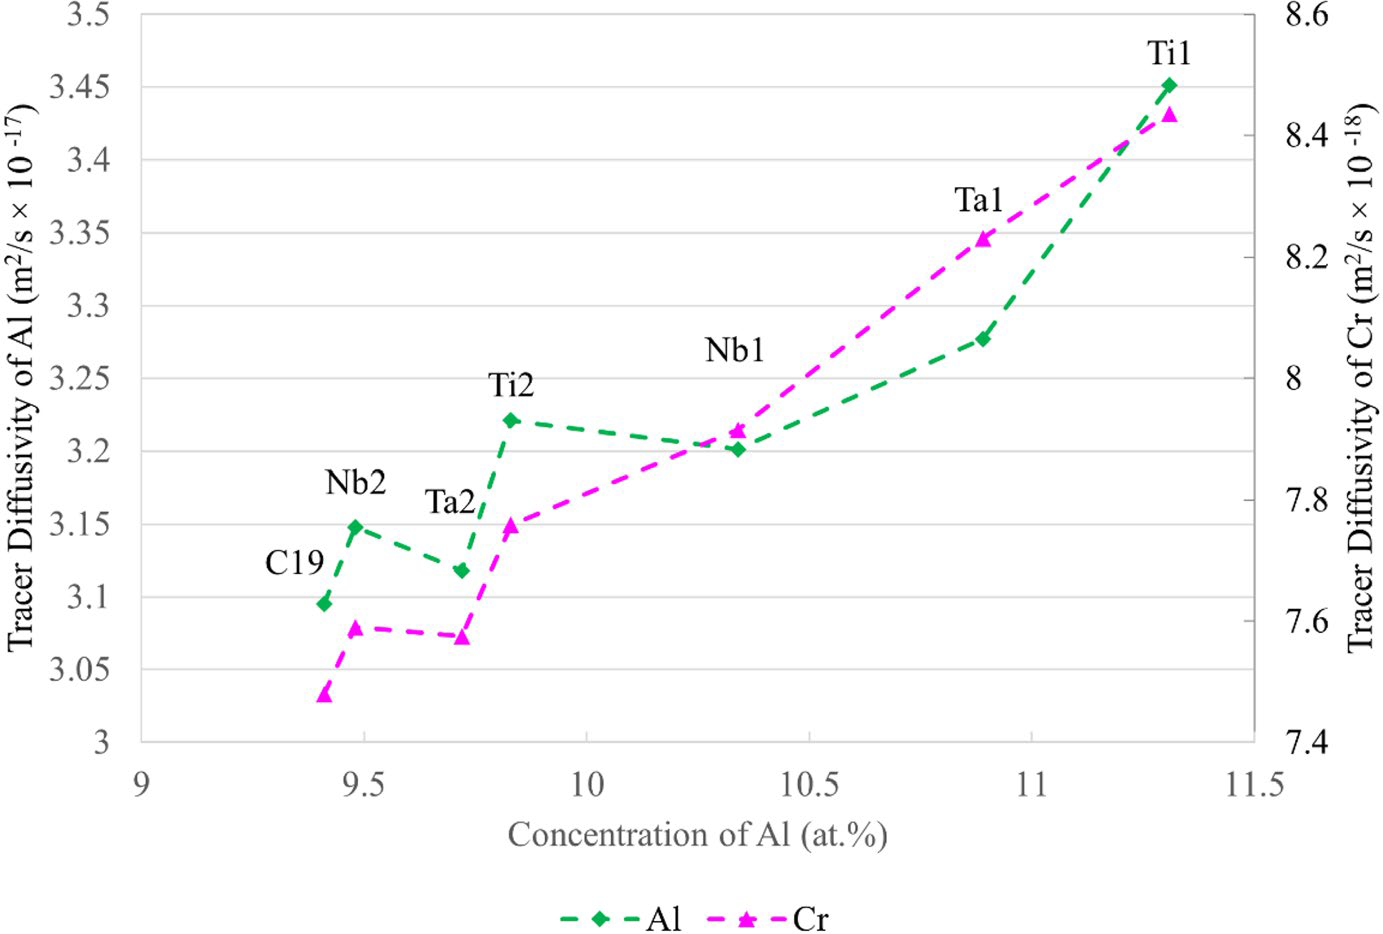 3.5
3.45
3.4
3.35
3.3
3.25
3.2
3.15
3.1
3.05
3
8.6
8.4
8.2
8
7.8
7.6
7.4
Tracer Diffusivity of Al (m²/s × 10 ⁻¹⁷)
Tracer Diffusivity of Cr (m²/s × 10 ⁻¹⁸)
Ti1
Ta1
Nb1
Ti2
Nb2
Ta2
C19
9 9.5 10 10.5 11 11.5
Concentration of Al (at.%)
Al Cr